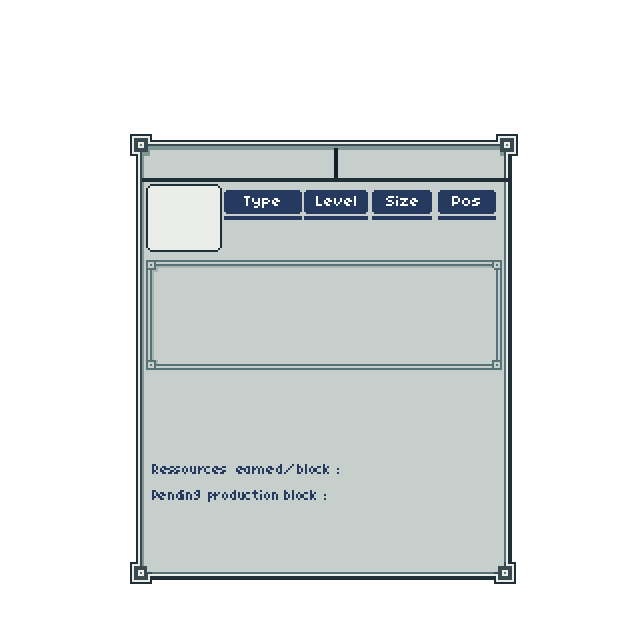 Type Level Size Pos
Ressources earned/block :
Pending production block :